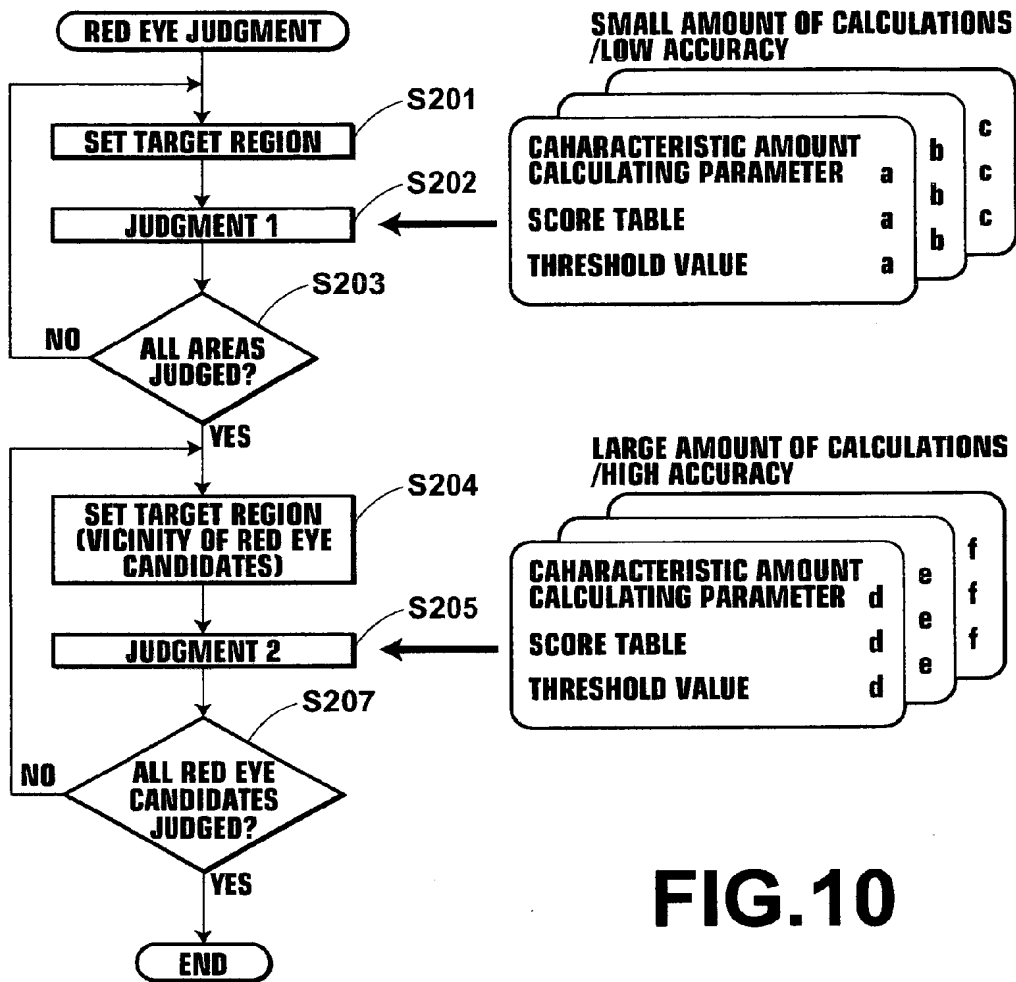 RED EYE JUDGMENT
S201
SET TARGET REGION
S202
JUDGMENT 1
S203
NO
ALL AREAS
JUDGED?
YES
SMALL AMOUNT OF CALCULATIONS
/LOW ACCURACY
CAHARACTERISTIC AMOUNT
CALCULATING PARAMETER a
SCORE TABLE a
THRESHOLD VALUE a
b
b
b
c
c
c
S204
SET TARGET REGION
(VICINITY OF RED EYE
CANDIDATES)
S205
JUDGMENT 2
S207
NO
ALL RED EYE
CANDIDATES
JUDGED?
YES
END
LARGE AMOUNT OF CALCULATIONS
/HIGH ACCURACY
CAHARACTERISTIC AMOUNT
CALCULATING PARAMETER d
SCORE TABLE d
THRESHOLD VALUE d
e
e
e
f
f
f
FIG.10